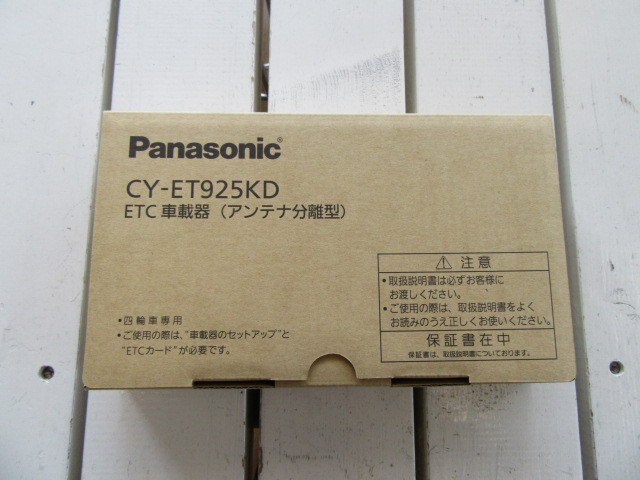 Panasonic®
CY-ET925KD
ETC 車載器（アンテナ分離型）
⚠ 注意
•取扱説明書は必ずお客様に
お渡しください。
•ご使用の際は、取扱説明書をよく
お読みのうえ正しくお使いください。
保証書在中
保証書は、取扱説明書についております。
•四輪車専用
•ご使用の際は、“車載器のセットアップ”と
“ETCカード”が必要です。